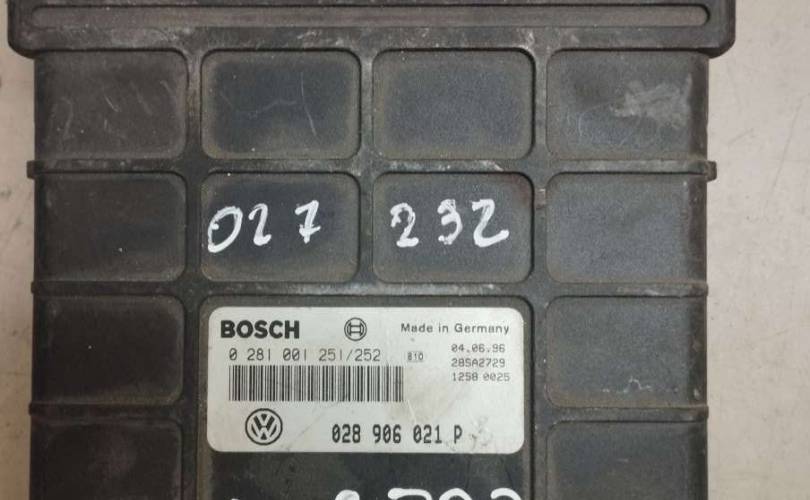 027 232
BOSCH Made in Germany
0 281 001 251/252 810 04.06.96
28SA2729
1258 0025
028 906 021 P